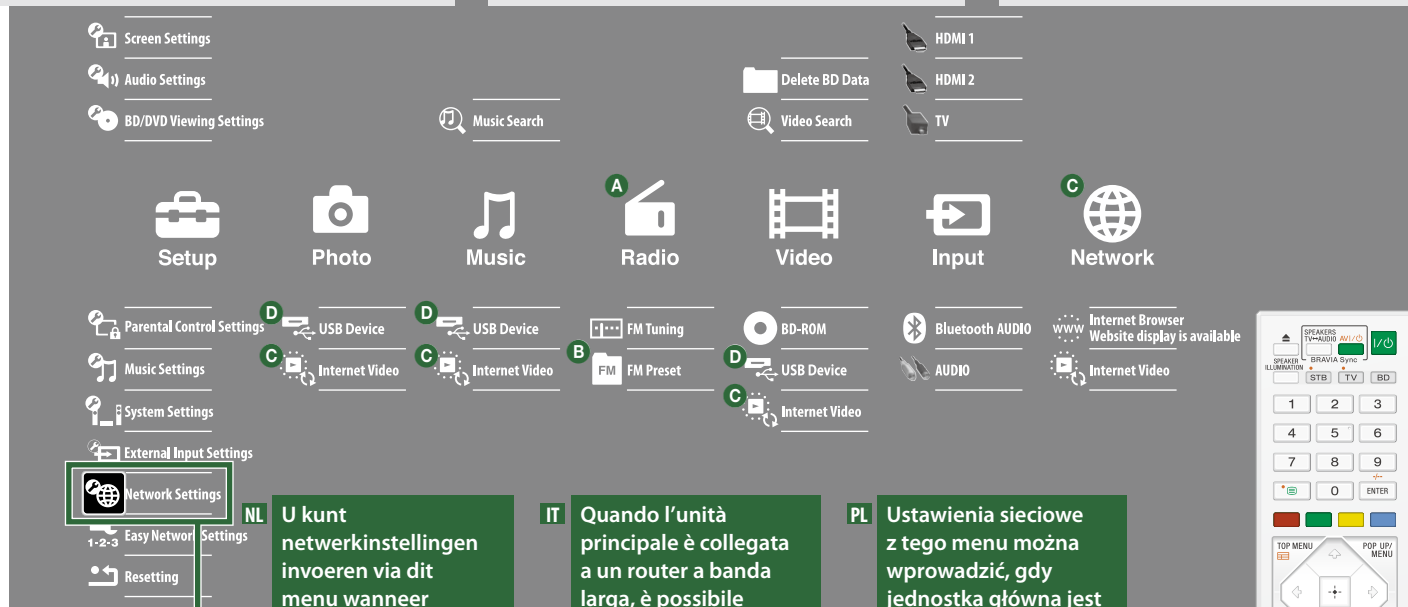 Screen Settings
Audio Settings
BD/DVD Viewing Settings
Music Search
Delete BD Data
Video Search
HDMI 1
HDMI 2
TV
A
C
Setup
Photo
Music
Radio
Video
Input
Network
Parental Control Settings
Music Settings
System Settings
External Input Settings
Network Settings
1-2-3 Easy Network Settings
Resetting
D USB Device
C Internet Video
D USB Device
C Internet Video
FM Tuning
B FM FM Preset
BD-ROM
D USB Device
C Internet Video
Bluetooth AUDIO
AUDIO
www Internet Browser
Website display is available
Internet Video
NL U kunt
netwerkinstellingen
invoeren via dit
menu wanneer
IT Quando l'unità
principale è collegata
a un router a banda
larga, è possibile
PL Ustawienia sieciowe
z tego menu można
wprowadzić, gdy
jednostka główna jest
SPEAKERS
TV↔AUDIO AV I/⏻
I/⏻
BRAVIA Sync
SPEAKER
ILLUMINATION
STB TV BD
1 2 3
4 5 6
7 8 9
-/--
0 ENTER
TOP MENU
POP UP/
MENU